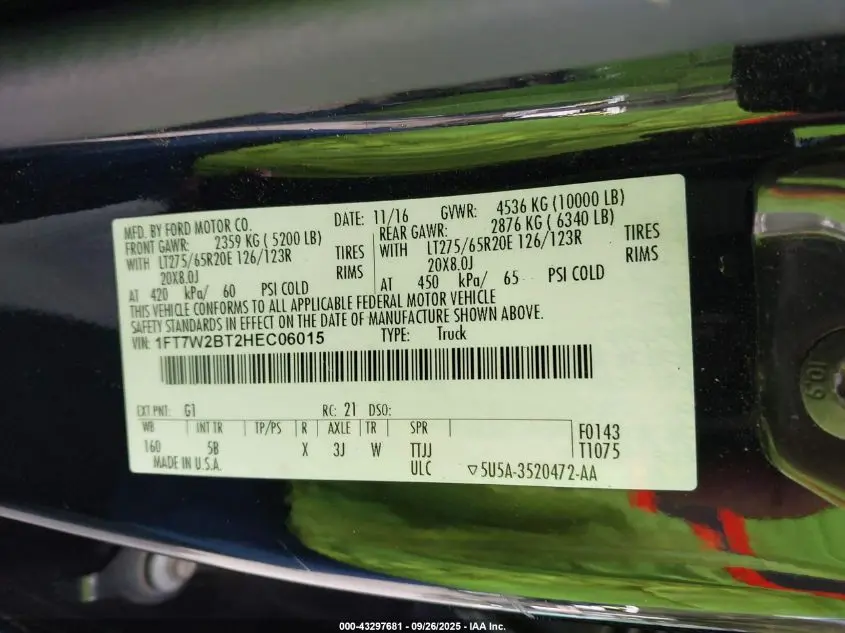 MFD. BY FORD MOTOR CO. DATE: 11/16 GVWR: 4536 KG (10000 LB)
FRONT GAWR: 2359 KG ( 5200 LB) REAR GAWR: 2876 KG ( 6340 LB)
WITH LT275/65R20E 126/123R TIRES WITH LT275/65R20E 126/123R TIRES
20X8.0J RIMS 20X8.0J RIMS
AT 420 kPa/ 60 PSI COLD AT 450 kPa/ 65 PSI COLD
THIS VEHICLE CONFORMS TO ALL APPLICABLE FEDERAL MOTOR VEHICLE
SAFETY STANDARDS IN EFFECT ON THE DATE OF MANUFACTURE SHOWN ABOVE.
VIN: 1FT7W2BT2HEC06015 TYPE: Truck
EXT PNT: G1 RC: 21 DSO:
WB INT TR TP/PS R AXLE TR SPR F0143
160 5B X 3J W TTJJ T1075
MADE IN U.S.A. ULC ▽5U5A-3520472-AA
10.9
000-43297681 - 09/26/2025 - IAA Inc.